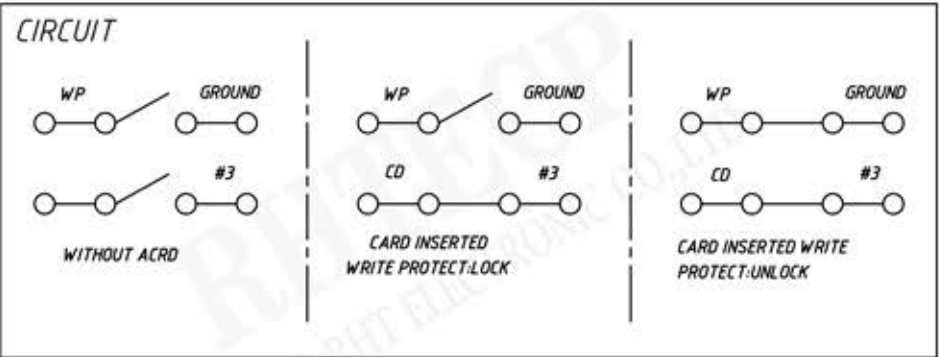 CIRCUIT
WP GROUND
#3
WITHOUT ACRD
WP GROUND
CD #3
CARD INSERTED
WRITE PROTECT:LOCK
WP GROUND
CD #3
CARD INSERTED WRITE
PROTECT:UNLOCK